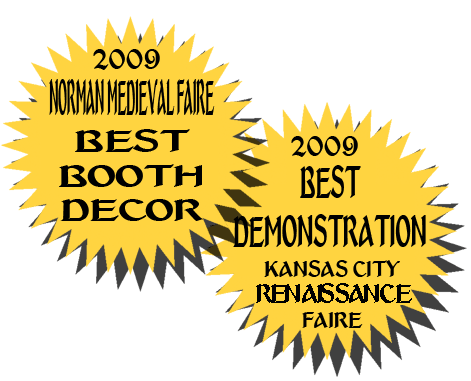 2009
NORMAN MEDIEVAL FAIRE
BEST
BOOTH
DECOR
2009
BEST
DEMONSTRATION
KANSAS CITY
RENAISSANCE
FAIRE